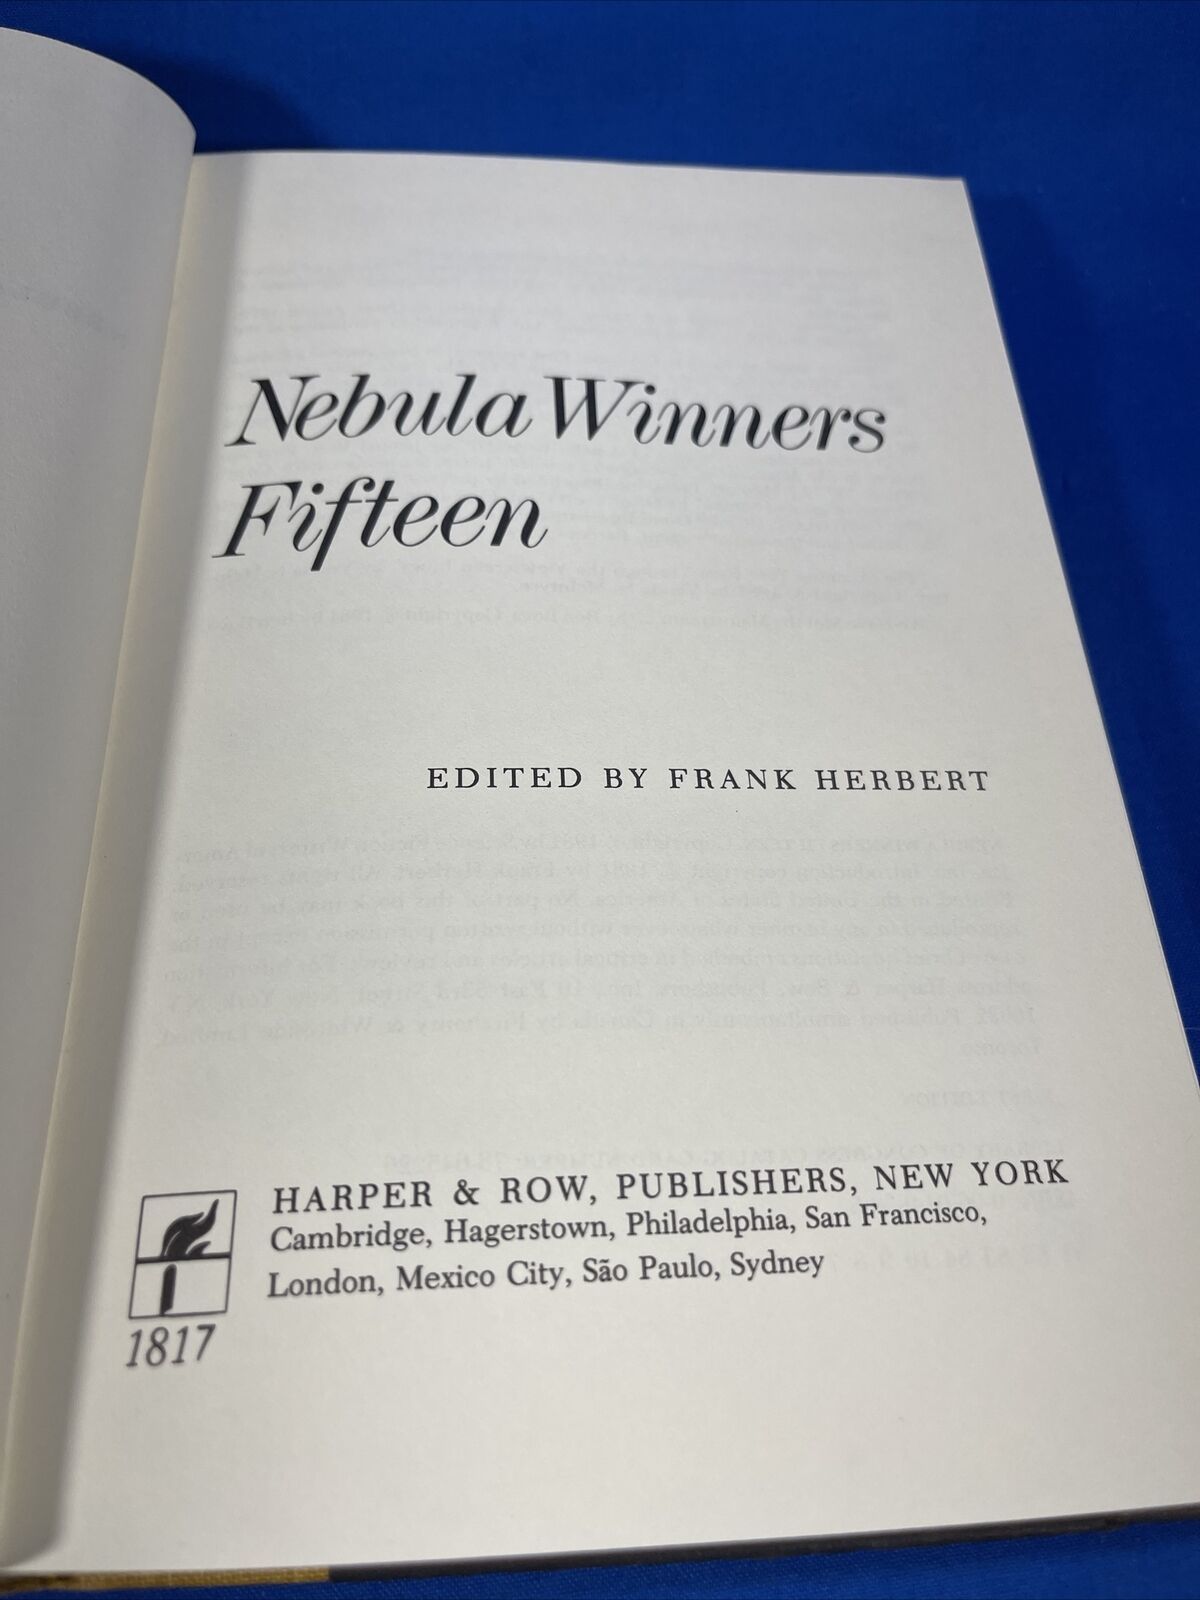 Nebula Winners
Fifteen
EDITED BY FRANK HERBERT
HARPER & ROW, PUBLISHERS, NEW YORK
Cambridge, Hagerstown, Philadelphia, San Francisco,
London, Mexico City, São Paulo, Sydney
1817